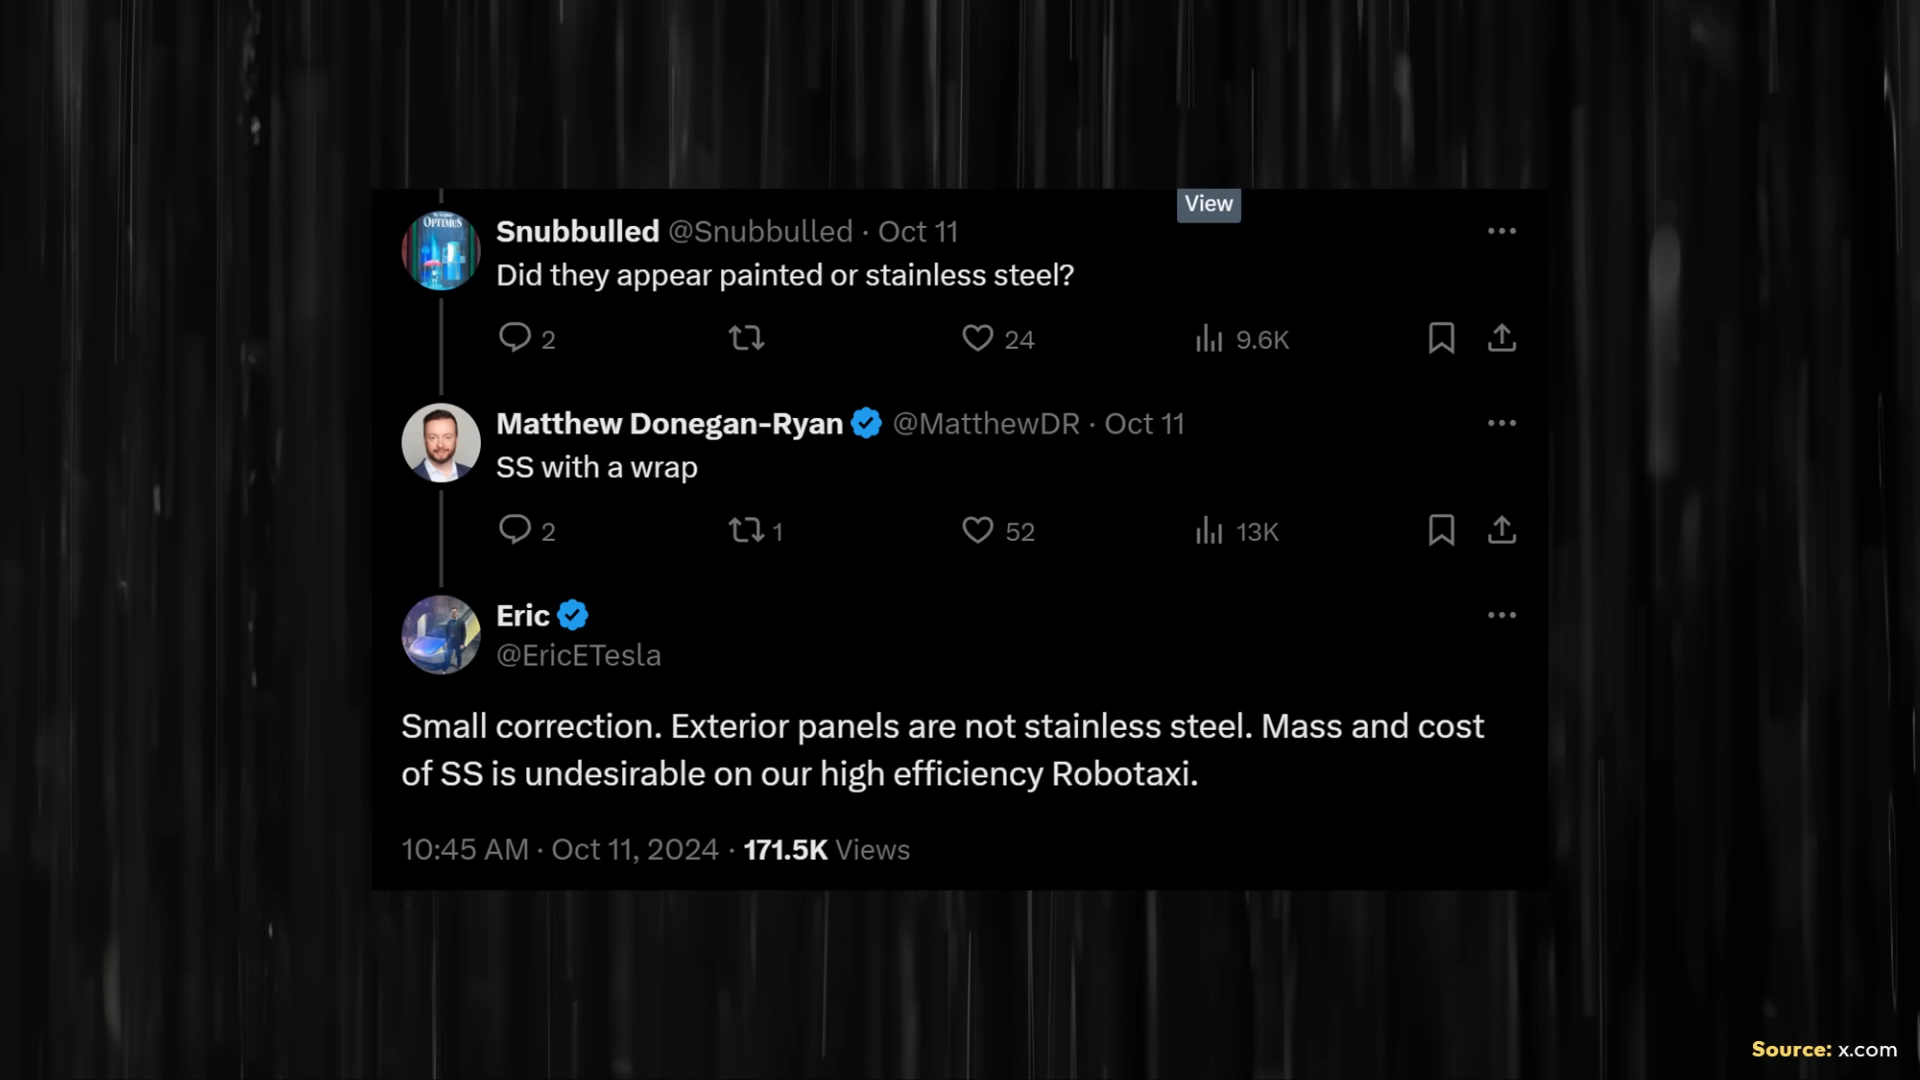 View
Snubbulled @Snubbulled · Oct 11
Did they appear painted or stainless steel?
2 24 9.6K
Matthew Donegan-Ryan @MatthewDR · Oct 11
SS with a wrap
2 1 52 13K
Eric
@EricETesla
Small correction. Exterior panels are not stainless steel. Mass and cost
of SS is undesirable on our high efficiency Robotaxi.
10:45 AM · Oct 11, 2024 · 171.5K Views
OPTIMUS
Source: x.com